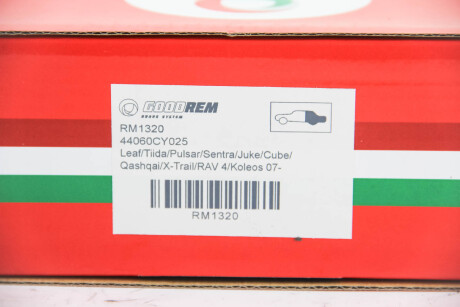 GOODREM
BRAKE SYSTEM
RM1320
44060CY025
Leaf/Tiida/Pulsar/Sentra/Juke/Cube/
Qashqai/X-Trail/RAV 4/Koleos 07-
RM1320